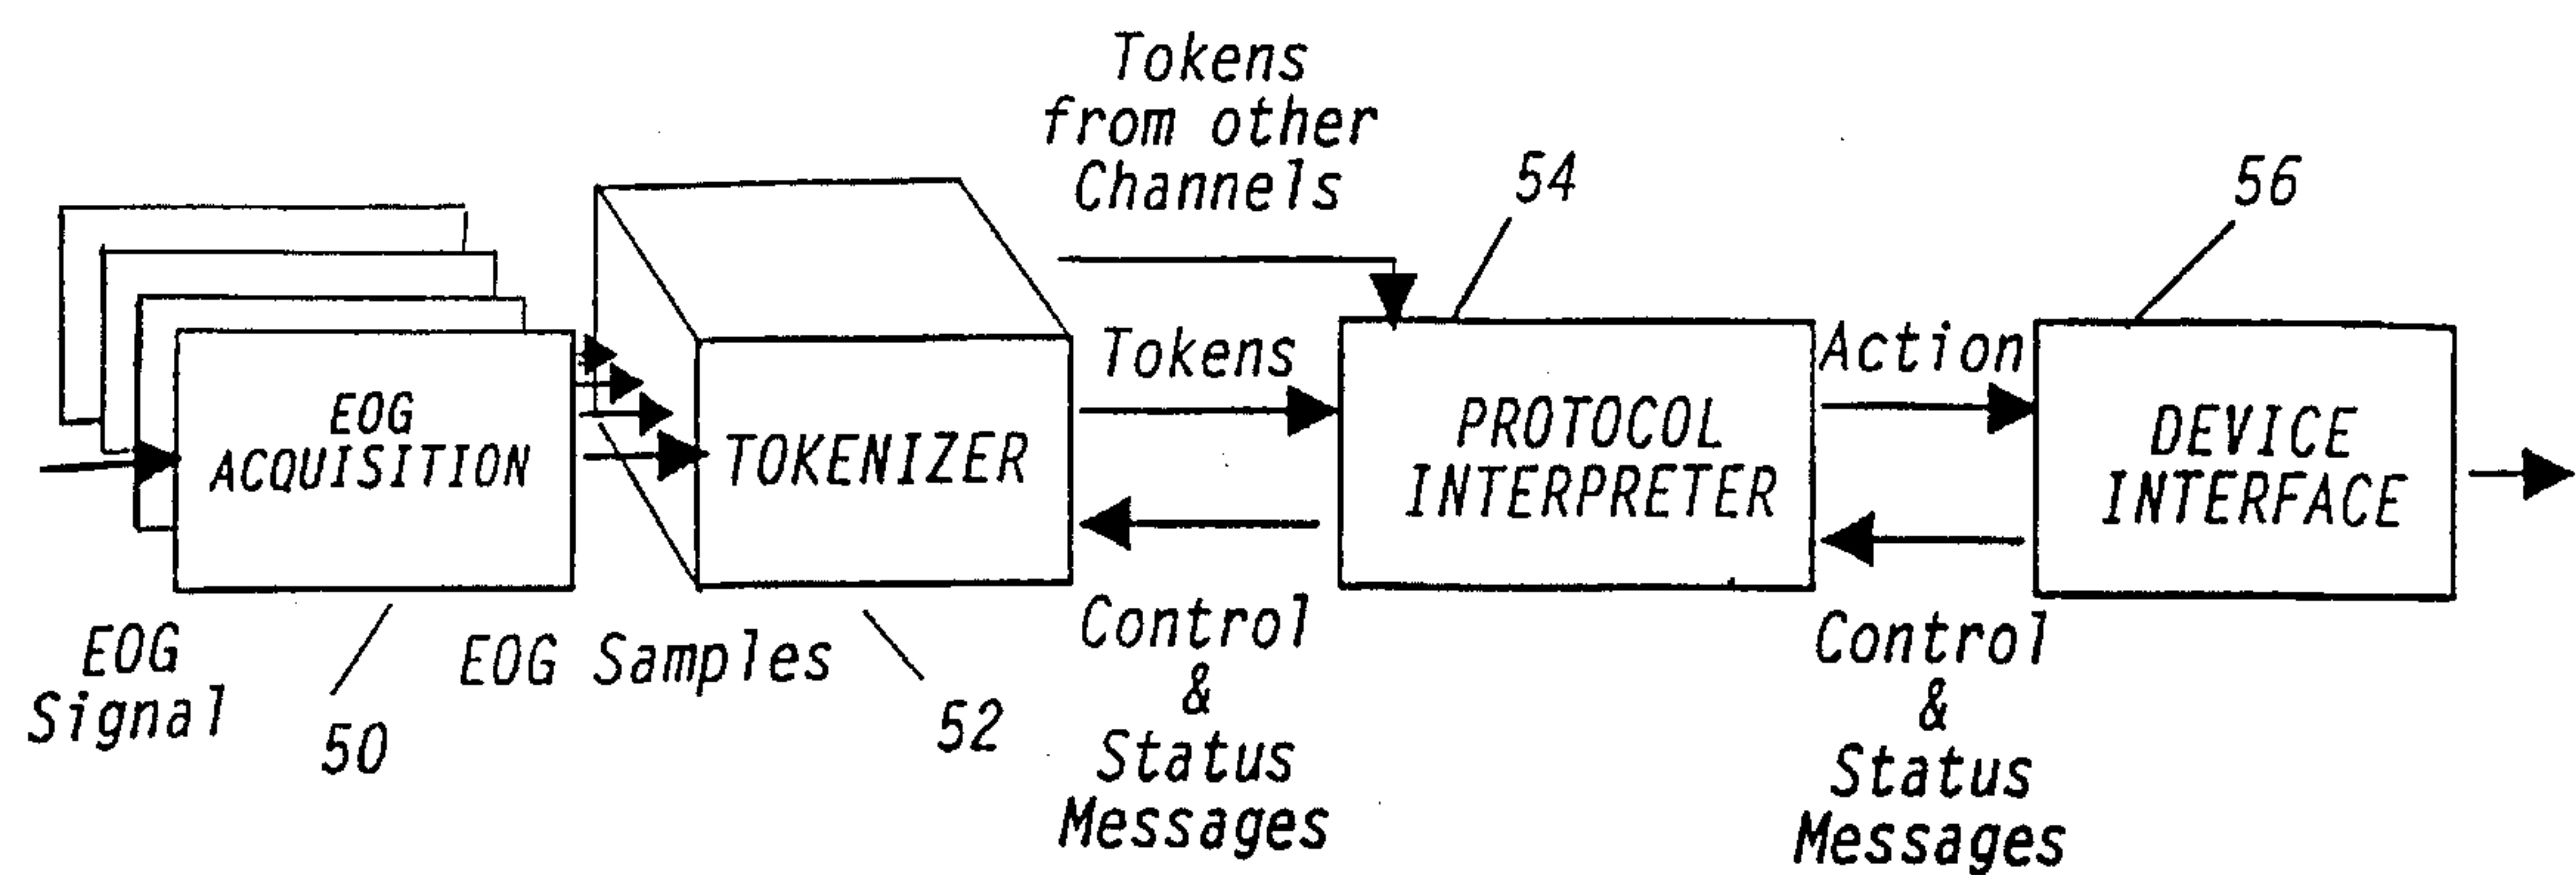 Tokens
from other
Channels
54
56
EOG
ACQUISITION
TOKENIZER
Tokens
PROTOCOL
INTERPRETER
Action
DEVICE
INTERFACE
EOG
Signal
50
EOG Samples
52
Control
&
Status
Messages
Control
&
Status
Messages